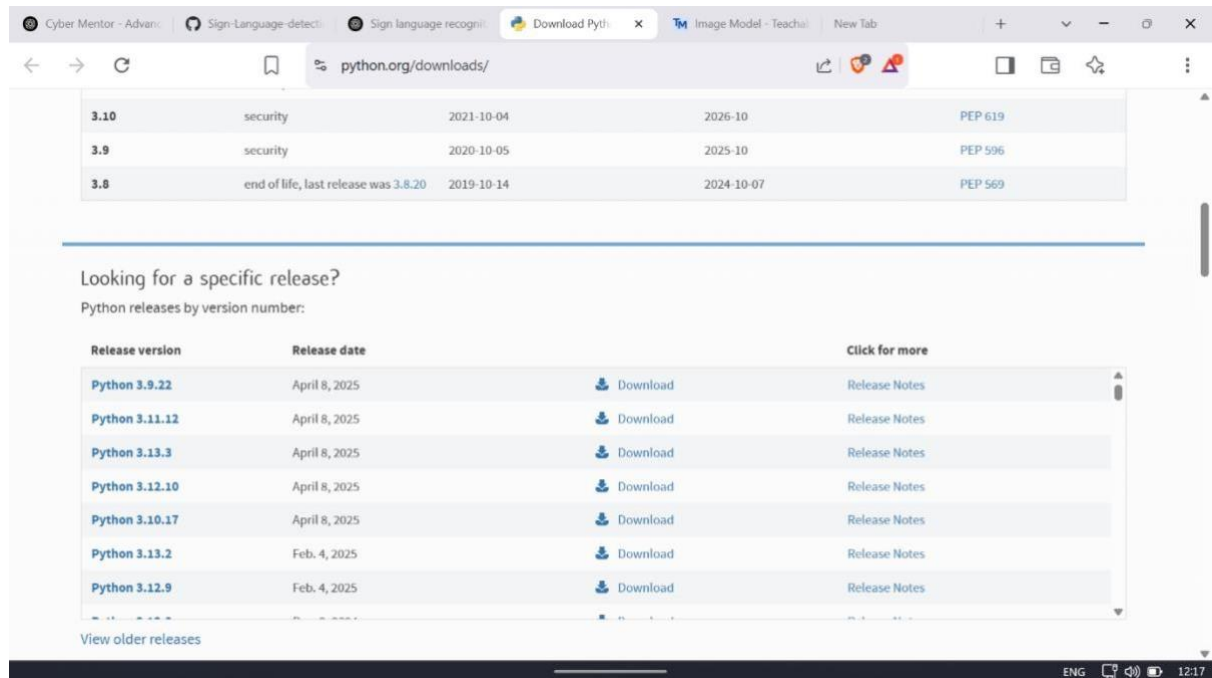 Cyber Mentor - Advanc Sign-Language-detecti Sign language recognit Download Pyth TM Image Model - Teachal New Tab
python.org/downloads/
3.10 security 2021-10-04 2026-10 PEP 619
3.9 security 2020-10-05 2025-10 PEP 596
3.8 end of life, last release was 3.8.20 2019-10-14 2024-10-07 PEP 569
Looking for a specific release?
Python releases by version number:
Release version Release date Click for more
Python 3.9.22 April 8, 2025 Download Release Notes
Python 3.11.12 April 8, 2025 Download Release Notes
Python 3.13.3 April 8, 2025 Download Release Notes
Python 3.12.10 April 8, 2025 Download Release Notes
Python 3.10.17 April 8, 2025 Download Release Notes
Python 3.13.2 Feb. 4, 2025 Download Release Notes
Python 3.12.9 Feb. 4, 2025 Download Release Notes
View older releases
ENG 12:17